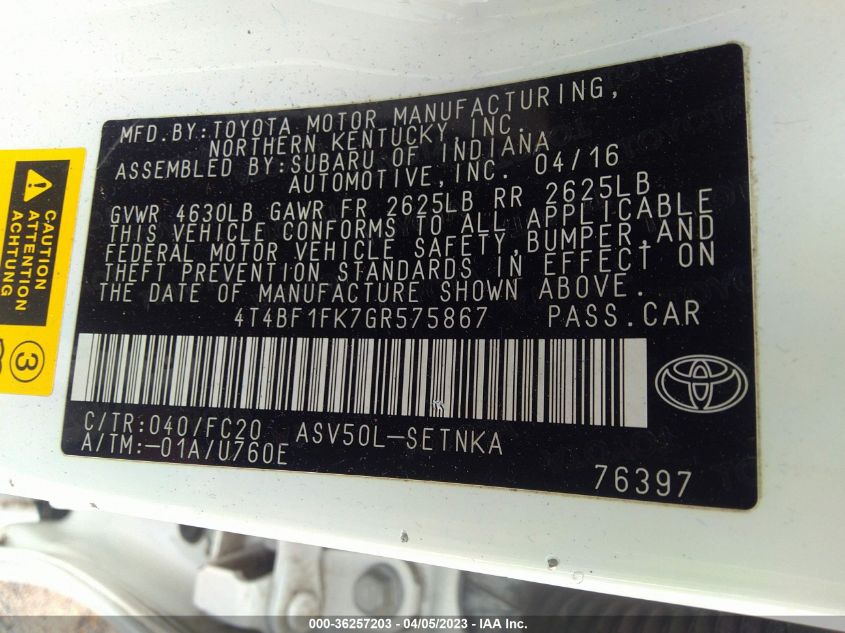 MFD.BY:TOYOTA MOTOR MANUFACTURING,
NORTHERN KENTUCKY, INC.
ASSEMBLED BY:SUBARU OF INDIANA
AUTOMOTIVE,INC. 04/16
GVWR 4630LB GAWR FR 2625LB RR 2625LB
THIS VEHICLE CONFORMS TO ALL APPLICABLE
FEDERAL MOTOR VEHICLE SAFETY,BUMPER,AND
THEFT PREVENTION STANDARDS IN EFFECT ON
THE DATE OF MANUFACTURE SHOWN ABOVE.
4T4BF1FK7GR575867 PASS.CAR
C/TR:040/FC20 ASV50L-SETNKA
A/TM:-01A/U760E
76397
CAUTION
ATTENTION
ACHTUNG
3
000-36257203 - 04/05/2023 - IAA Inc.